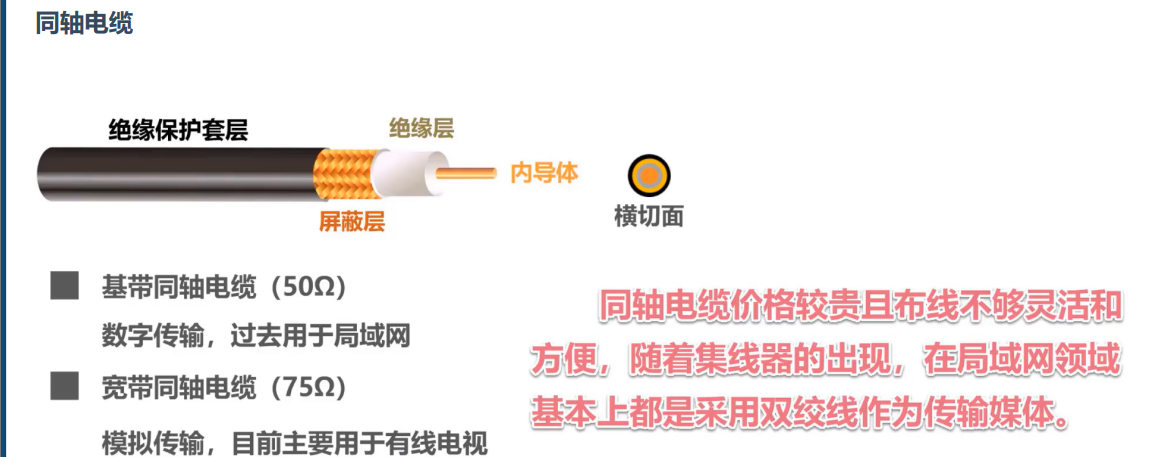 同轴电缆
绝缘保护套层
绝缘层
内导体
屏蔽层
横切面
基带同轴电缆（50Ω）
数字传输，过去用于局域网
宽带同轴电缆（75Ω）
模拟传输，目前主要用于有线电视
同轴电缆价格较贵且布线不够灵活和
方便，随着集线器的出现，在局域网领域
基本上都是采用双绞线作为传输媒体。